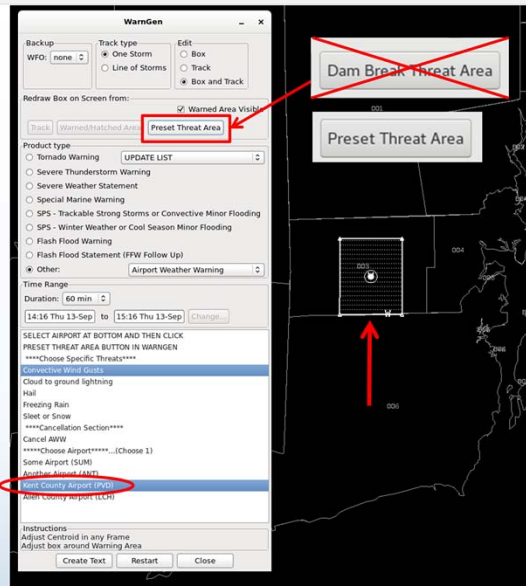 WarnGen
Backup
WFO: none
Track type
One Storm
Line of Storms
Edit
Box
Track
Box and Track
Redraw Box on Screen from:
Warned Area Visible
Track Warned/Hatched Area Preset Threat Area
Product type
Tornado Warning UPDATE LIST
Severe Thunderstorm Warning
Severe Weather Statement
Special Marine Warning
SPS - Trackable Strong Storms or Convective Minor Flooding
SPS - Winter Weather or Cool Season Minor Flooding
Flash Flood Warning
Flash Flood Statement (FFW Follow Up)
Other: Airport Weather Warning
Time Range
Duration: 60 min
14:16 Thu 13-Sep to 15:16 Thu 13-Sep Change...
SELECT AIRPORT AT BOTTOM AND THEN CLICK
PRESET THREAT AREA BUTTON IN WARNGEN
****Choose Specific Threats****
Convective Wind Gusts
Cloud to ground lightning
Hail
Freezing Rain
Sleet or Snow
****Cancellation Section****
Cancel AWW
*****Choose Airport*****...(Choose 1)
Some Airport (SUM)
Another Airport (ANT)
Kent County Airport (PVD)
Allen County Airport (LCH)
Instructions
Adjust Centroid in any Frame
Adjust box around Warning Area
Create Text Restart Close
Dam Break Threat Area
Preset Threat Area
001
004
003
006